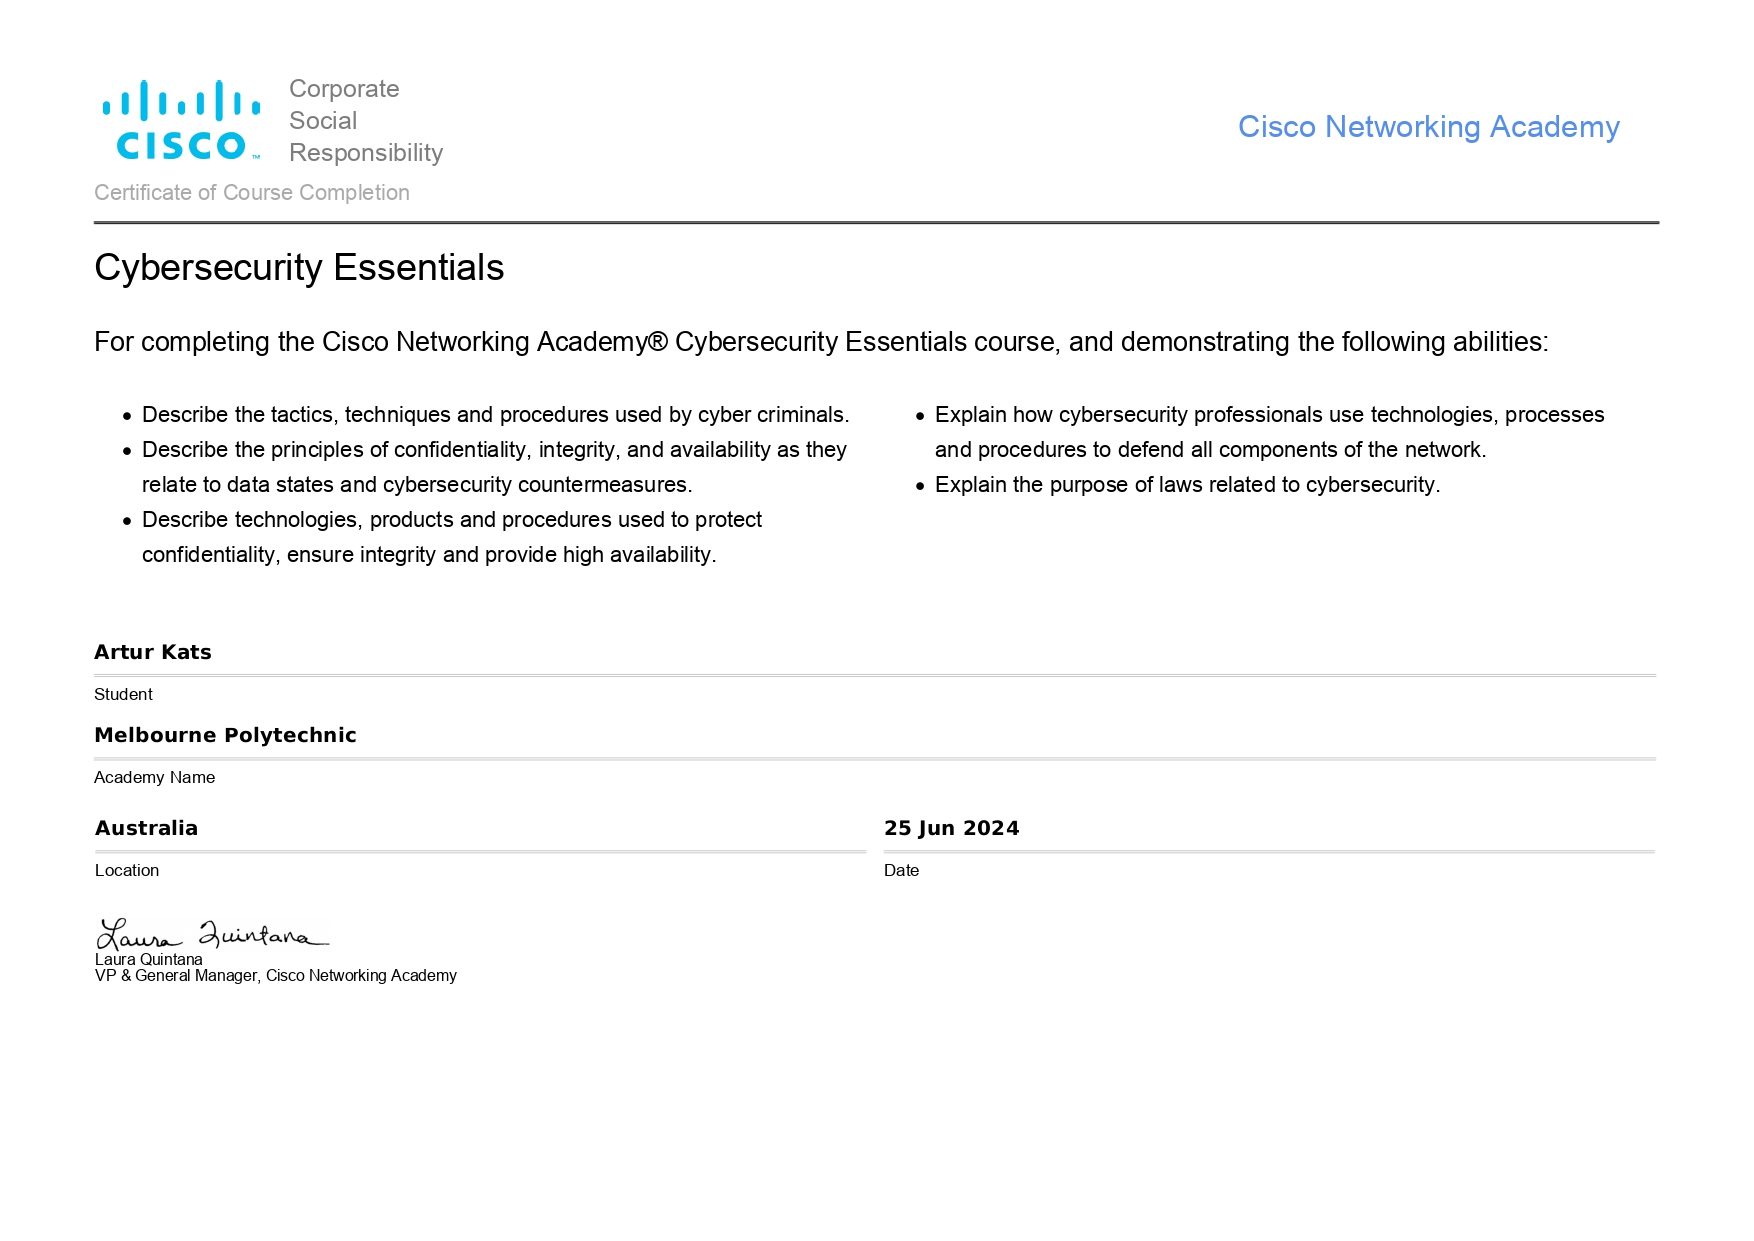 CISCO™
Corporate
Social
Responsibility
Cisco Networking Academy
Certificate of Course Completion
Cybersecurity Essentials
For completing the Cisco Networking Academy® Cybersecurity Essentials course, and demonstrating the following abilities:
• Describe the tactics, techniques and procedures used by cyber criminals.
• Describe the principles of confidentiality, integrity, and availability as they
relate to data states and cybersecurity countermeasures.
• Describe technologies, products and procedures used to protect
confidentiality, ensure integrity and provide high availability.
• Explain how cybersecurity professionals use technologies, processes
and procedures to defend all components of the network.
• Explain the purpose of laws related to cybersecurity.
Artur Kats
Student
Melbourne Polytechnic
Academy Name
Australia
Location
25 Jun 2024
Date
Laura Quintana
Laura Quintana
VP & General Manager, Cisco Networking Academy